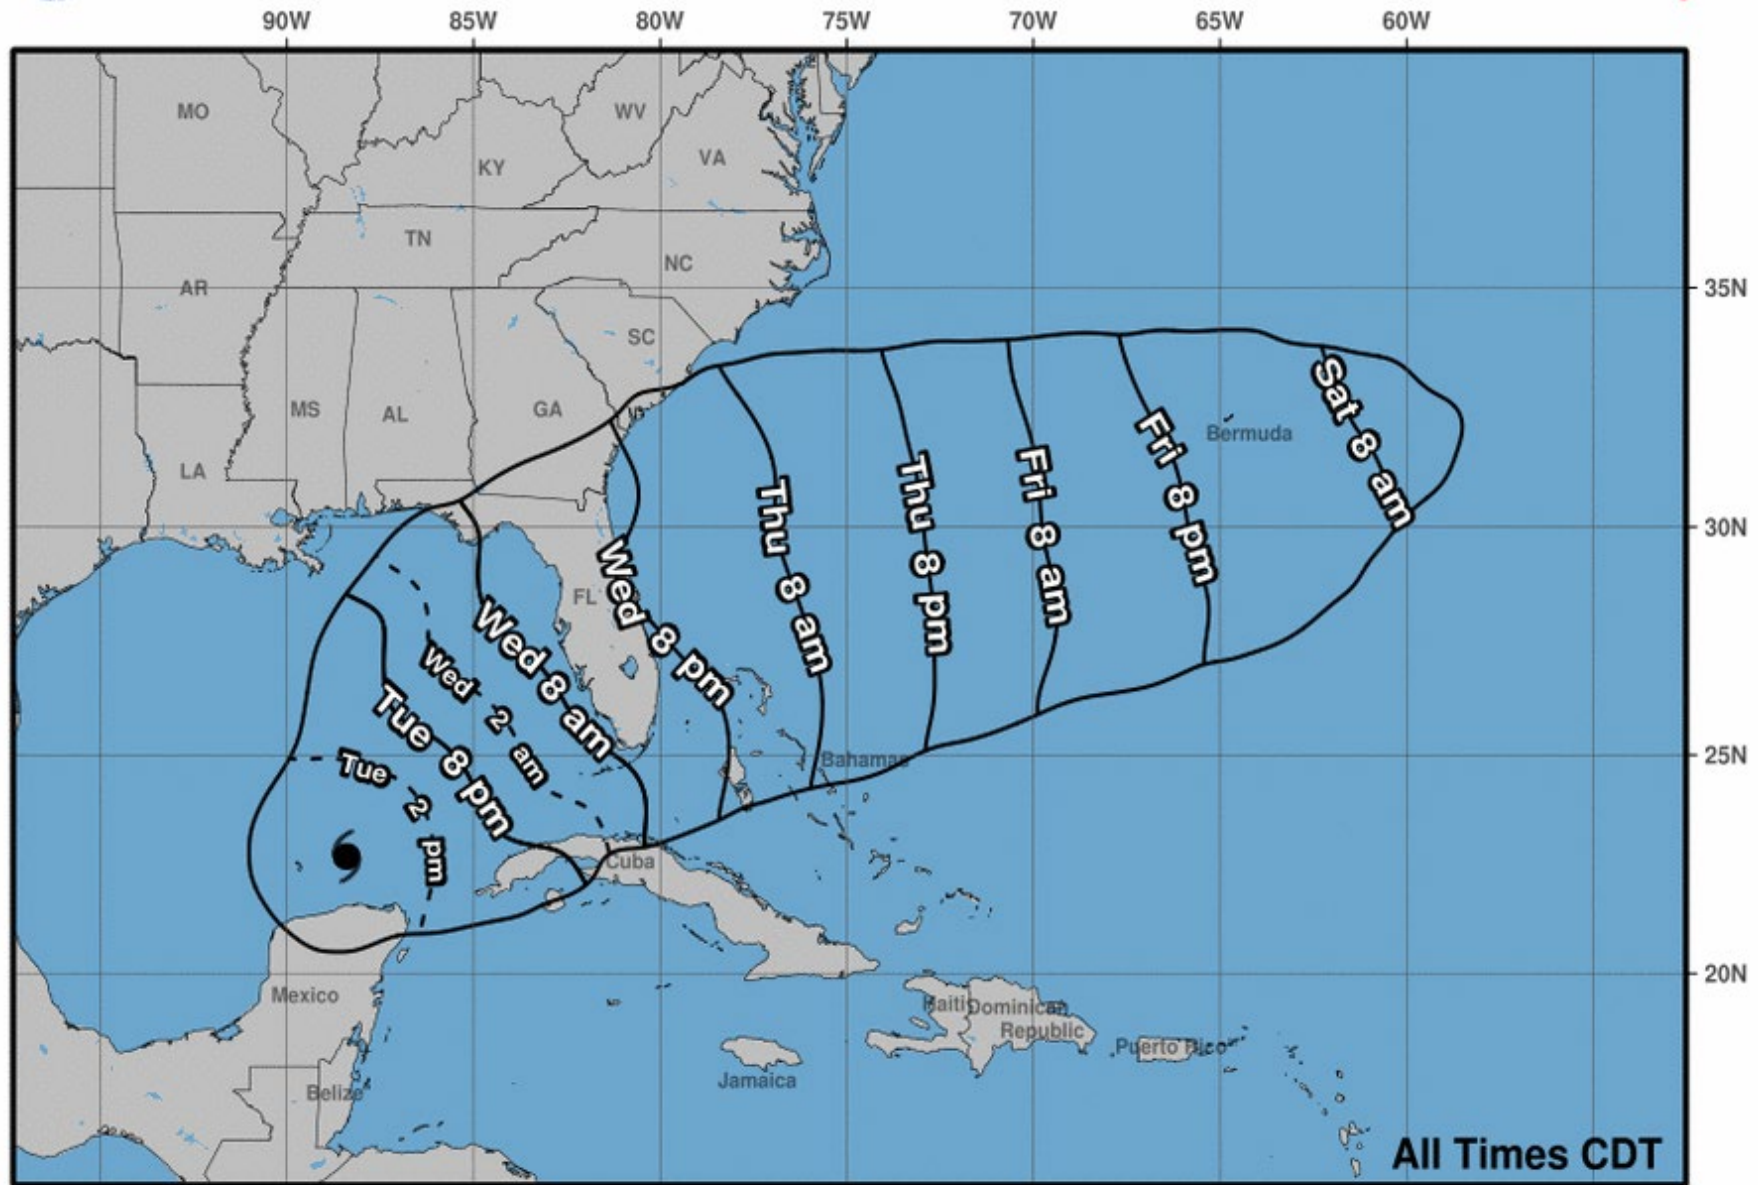 90W 85W 80W 75W 70W 65W 60W
MO
WV
VA
KY
TN
NC
AR
35N
SC
MS
AL
GA
LA
Bermuda
Sat 8 am
Fri 8 pm
Fri 8 am
Thu 8 pm
Thu 8 am
30N
FL
Wed 8 pm
Wed 8 am
Wed 2 am
Tue 8 pm
Tue 2 pm
25N
Bahamas
Cuba
20N
Mexico
Haiti
Dominican
Republic
Puerto Rico
Jamaica
Belize
All Times CDT